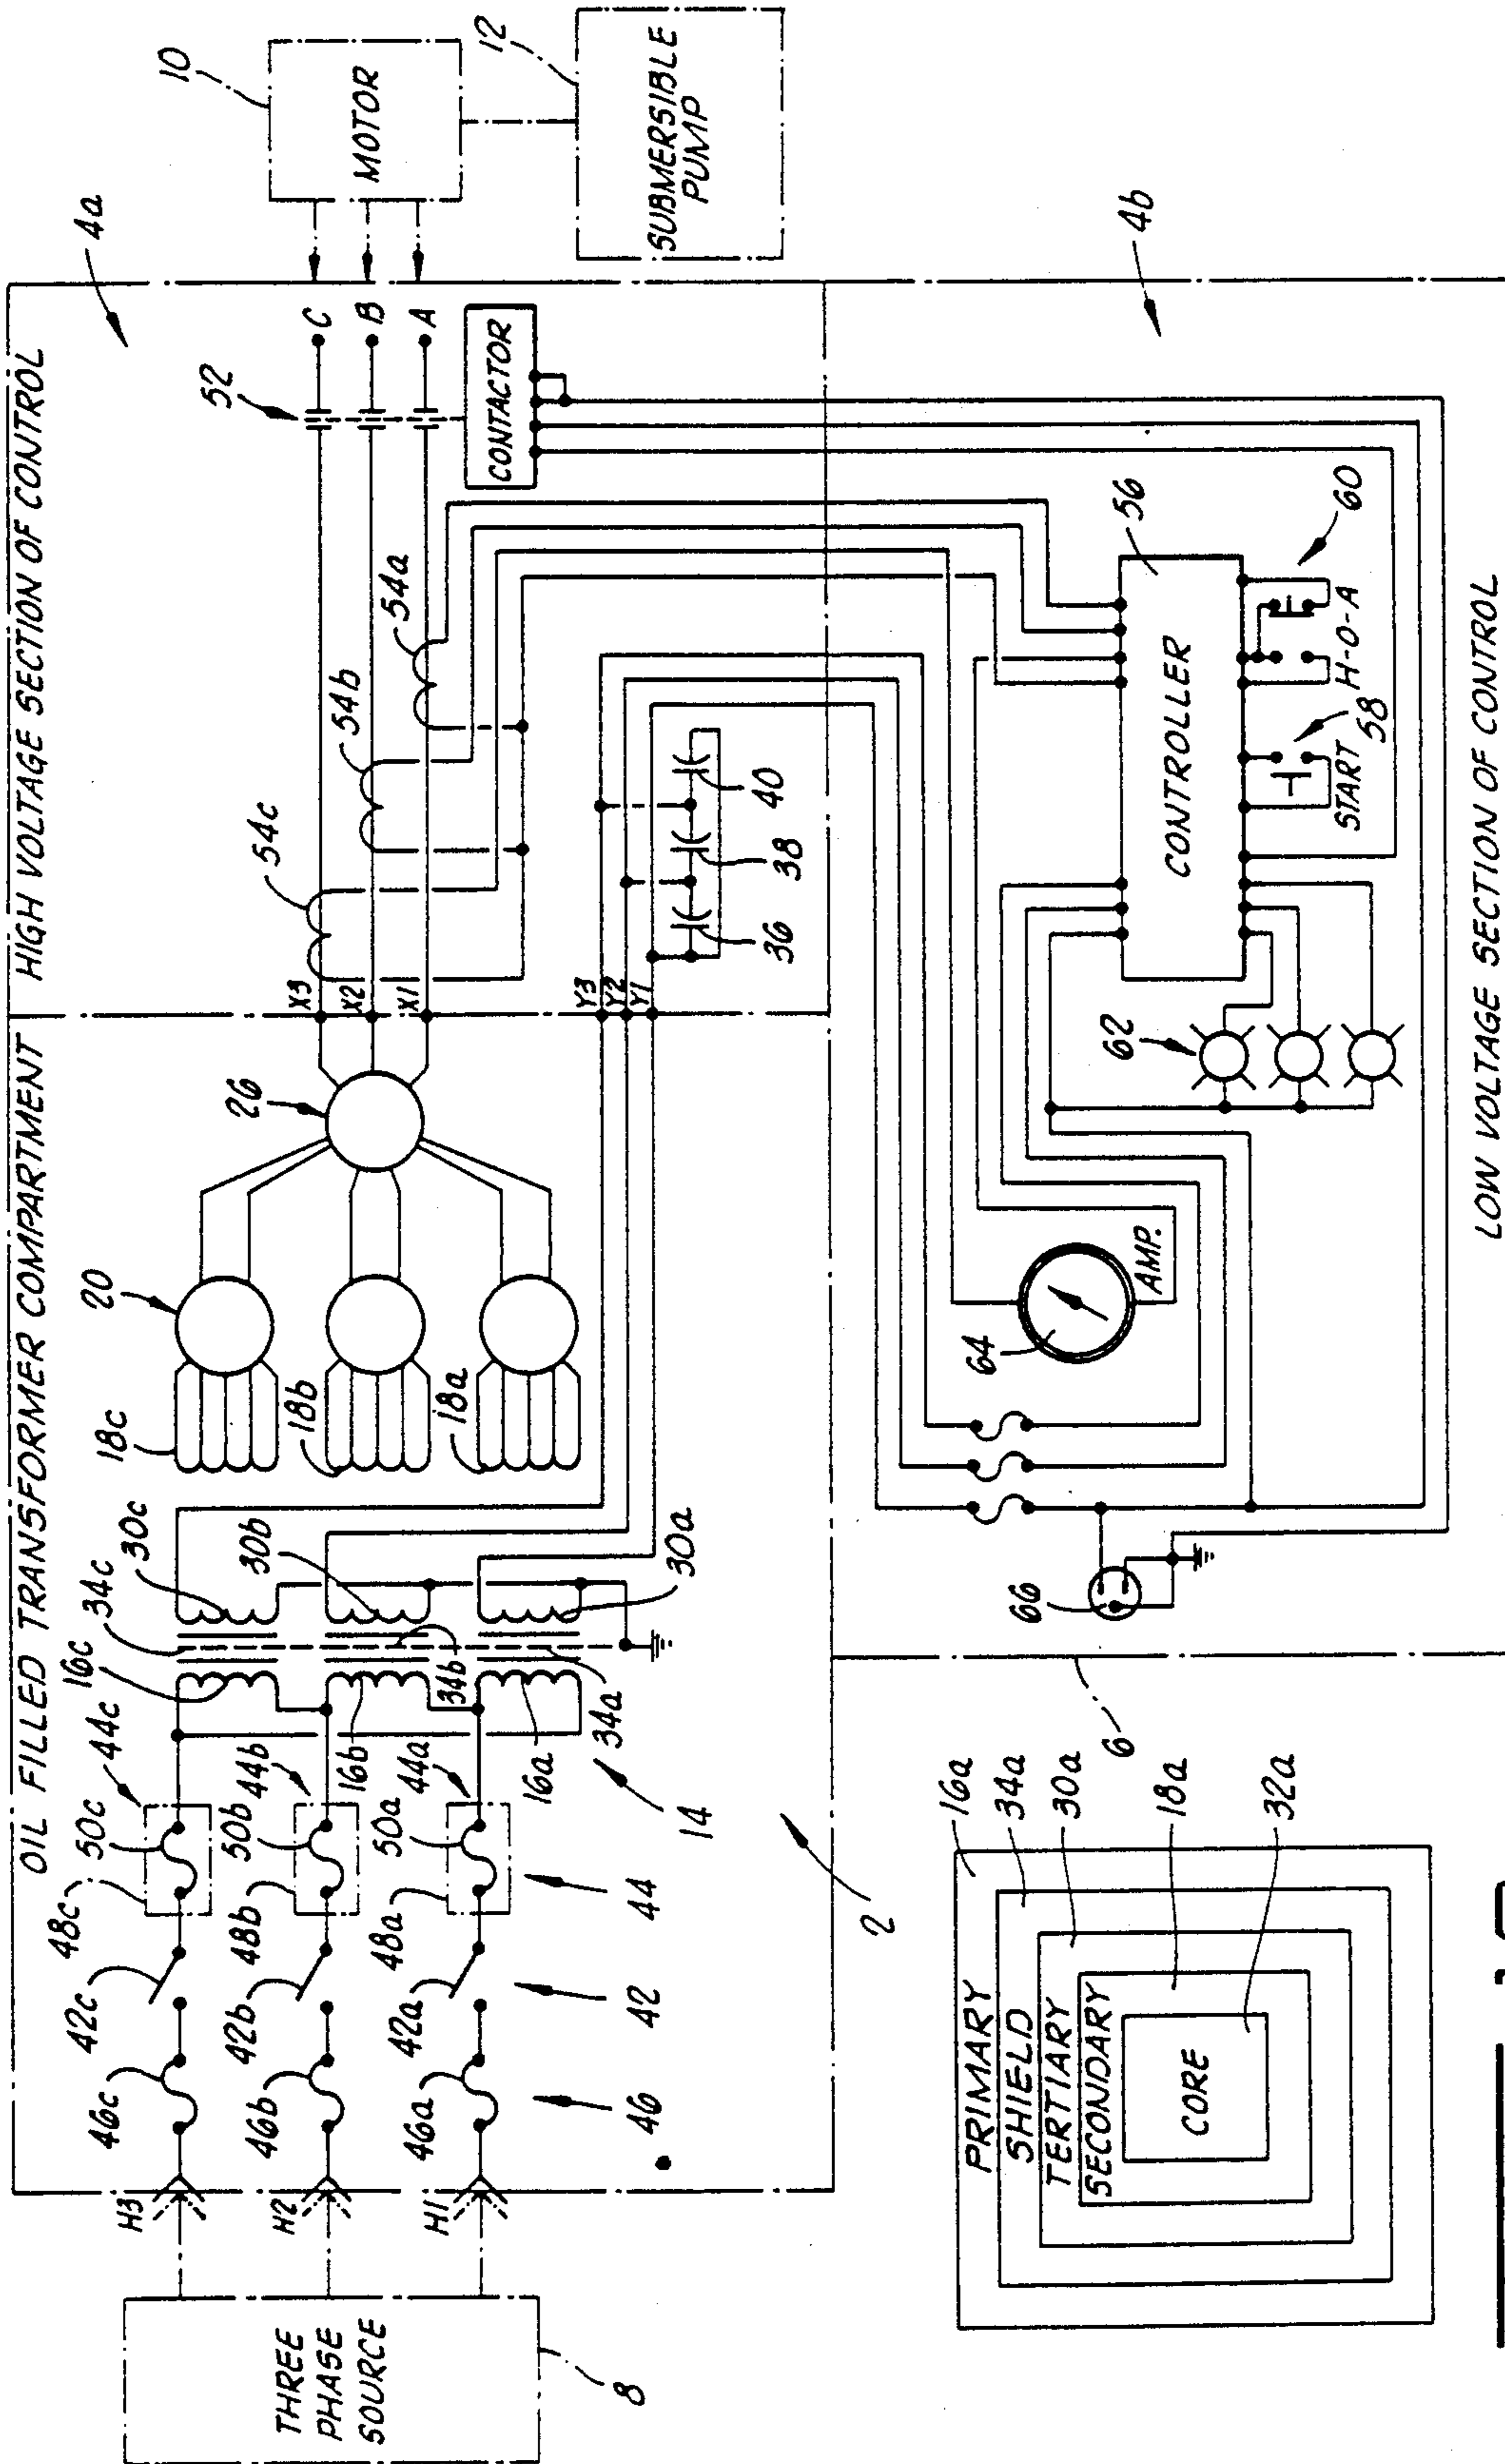 OIL FILLED TRANSFORMER COMPARTMENT
HIGH VOLTAGE SECTION OF CONTROL
4a
THREE
PHASE
SOURCE
8
H3
H2
H1
46c
46b
46a
46
42c
42b
42a
42
48c
48b
48a
50c
50b
50a
44c
44b
44a
44
16c
16b
16a
14
2
34c
34b
34a
30c
30b
30a
18c
18b
18a
20
26
X3
X2
X1
Y3
Y2
Y1
54c
54b
54a
36
38
40
52
C
B
A
CONTACTOR
10
MOTOR
12
SUBMERSIBLE
PUMP
PRIMARY
SHIELD
TERTIARY
SECONDARY
CORE
16a
34a
30a
18a
32a
6
66
64
AMP.
62
CONTROLLER
56
START
58
H-O-A
60
4b
LOW VOLTAGE SECTION OF CONTROL